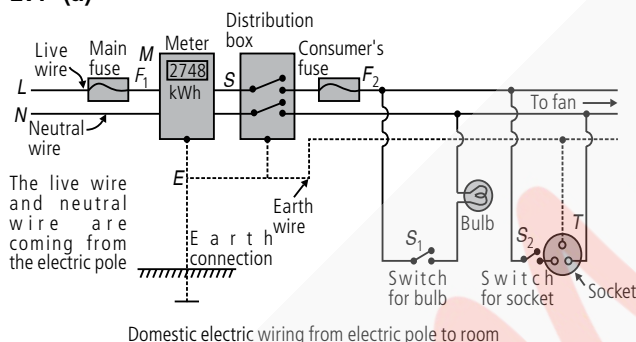 Distribution
box
Live
wire
Main
fuse
M
Meter
Consumer's
fuse
F1
2748
kWh
S
F2
L
N
To fan
Neutral
wire
E
Earth
wire
The live wire
and neutral
wire are
coming from
the electric pole
Earth
connection
Bulb
T
S1
S2
Switch
for bulb
Switch
for socket
Socket
Domestic electric wiring from electric pole to room